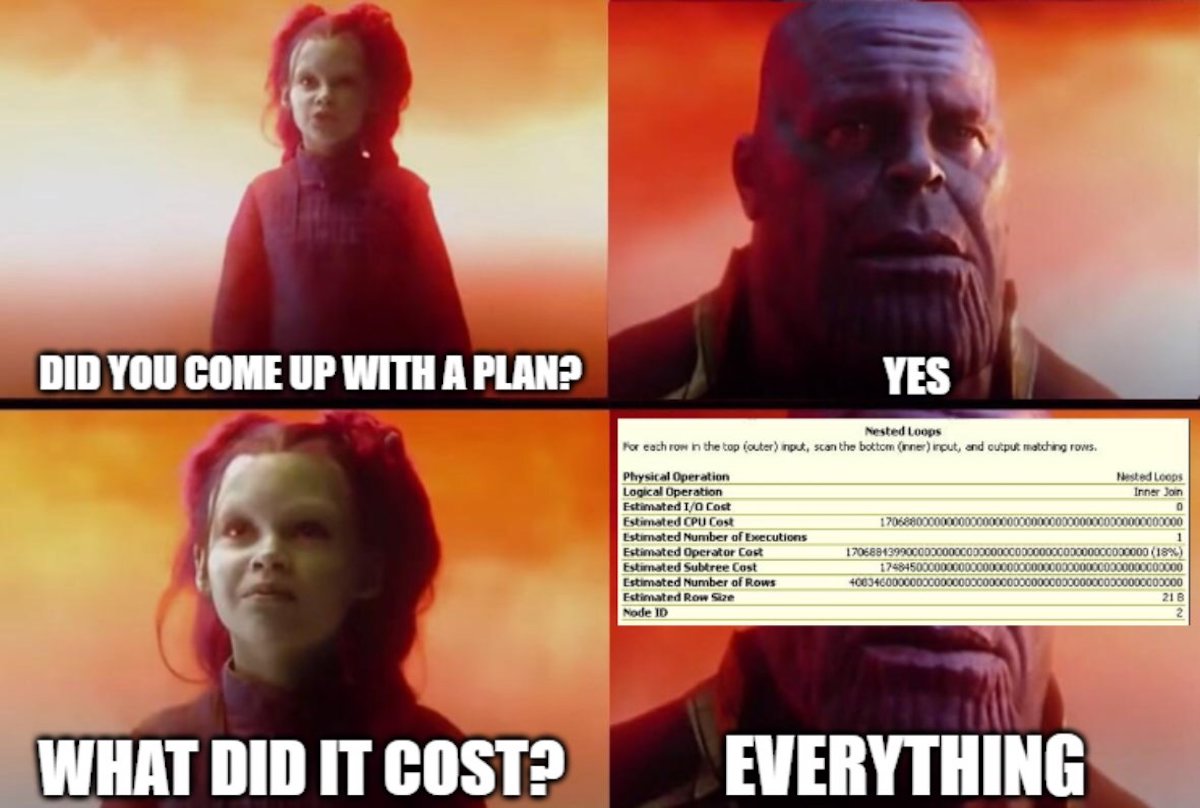 DID YOU COME UP WITH A PLAN?
YES
WHAT DID IT COST?
Nested Loops
For each row in the top (outer) input, scan the bottom (inner) input, and output matching rows.
Physical Operation Nested Loops
Logical Operation Inner Join
Estimated I/O Cost 0
Estimated CPU Cost
Estimated Number of Executions 1
Estimated Operator Cost (18%)
Estimated Subtree Cost
Estimated Number of Rows
Estimated Row Size 21 B
Node ID 2
EVERYTHING